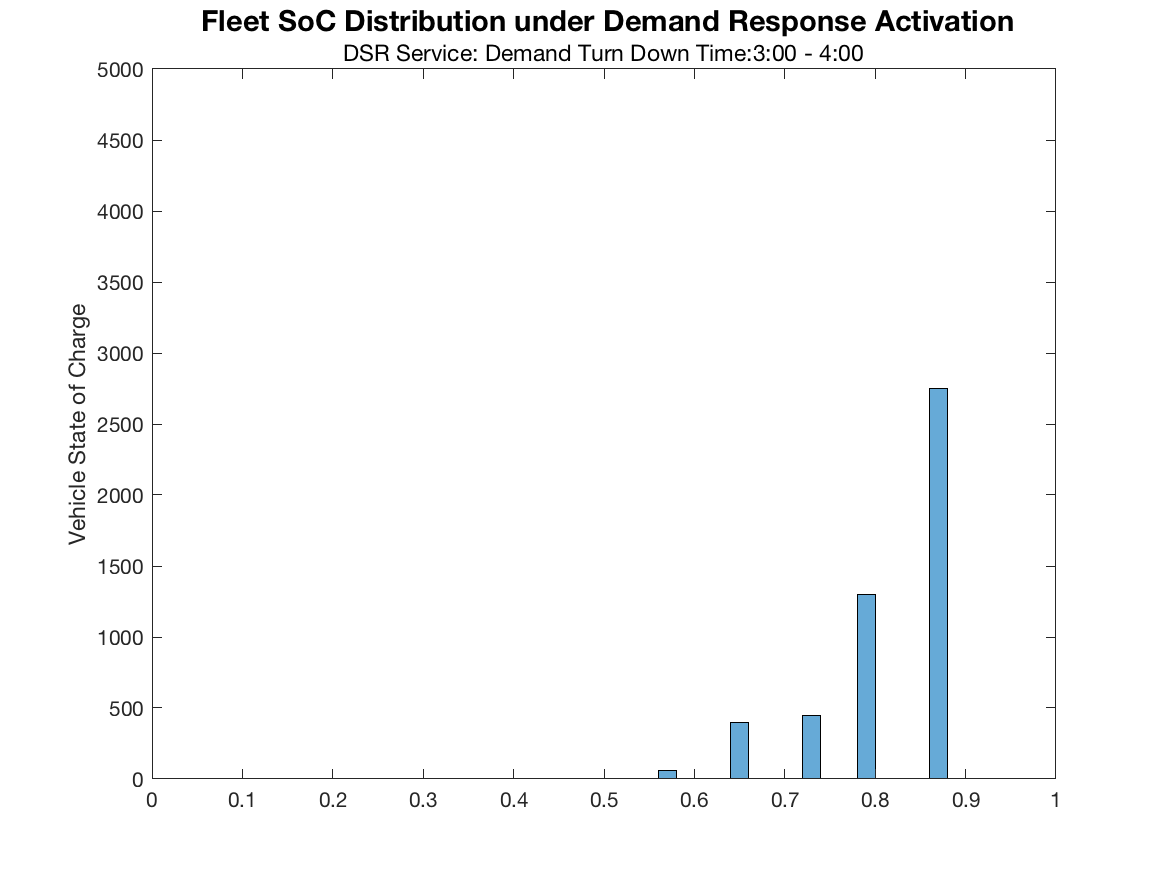 Fleet SoC Distribution under Demand Response Activation
DSR Service: Demand Turn Down Time:3:00 - 4:00
5000
4500
4000
3500
3000
2500
2000
1500
1000
500
0
Vehicle State of Charge
0 0.1 0.2 0.3 0.4 0.5 0.6 0.7 0.8 0.9 1